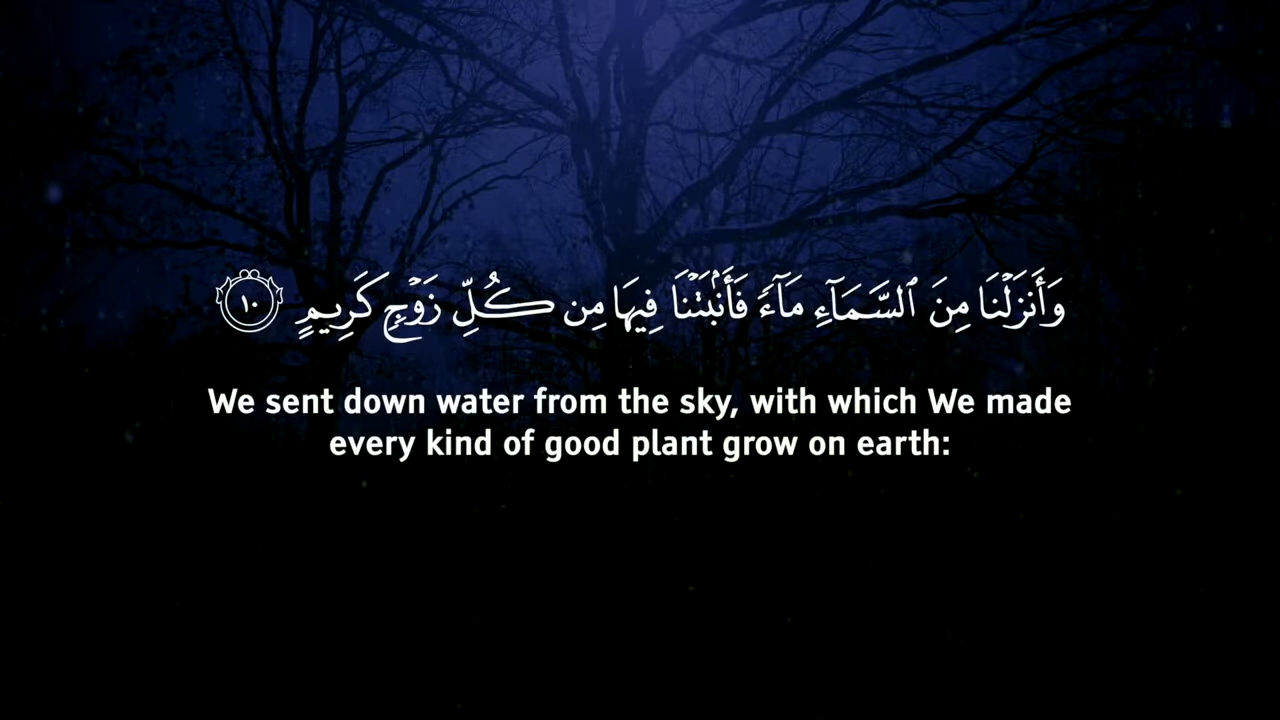 وَأَنزَلْنَا مِنَ ٱلسَّمَآءِ مَآءً فَأَنۢبَتْنَا فِيهَا مِن كُلِّ زَوْجٍ كَرِيمٍ ١٠
We sent down water from the sky, with which We made
every kind of good plant grow on earth: